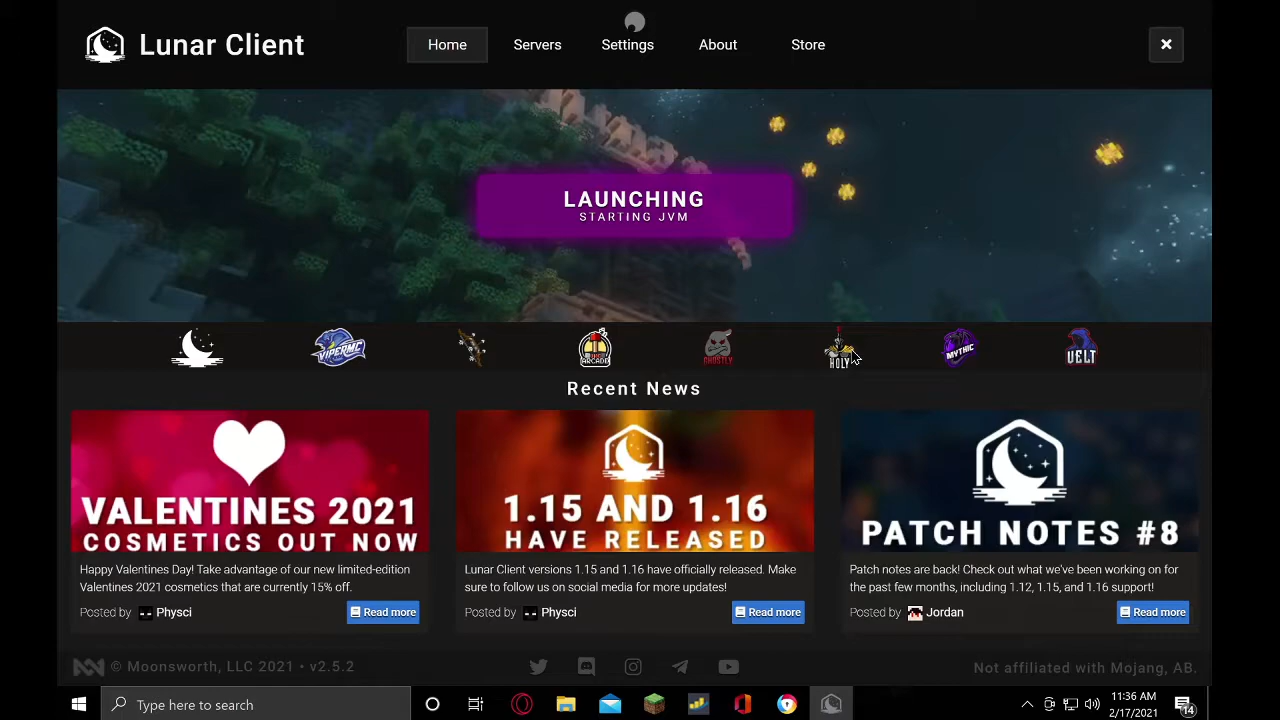 Lunar Client
Home
Servers
Settings
About
Store
LAUNCHING
STARTING JVM
VIPERMC
ARCADE
GHOSTLY
HOLY
MYTHIC
VELT
Recent News
VALENTINES 2021
COSMETICS OUT NOW
Happy Valentines Day! Take advantage of our new limited-edition
Valentines 2021 cosmetics that are currently 15% off.
Posted by Physci
Read more
1.15 AND 1.16
HAVE RELEASED
Lunar Client versions 1.15 and 1.16 have officially released. Make
sure to follow us on social media for more updates!
Posted by Physci
Read more
PATCH NOTES #8
Patch notes are back! Check out what we've been working on for
the past few months, including 1.12, 1.15, and 1.16 support!
Posted by Jordan
Read more
© Moonsworth, LLC 2021 • v2.5.2
Not affiliated with Mojang, AB.
Type here to search
11:36 AM
2/17/2021
14